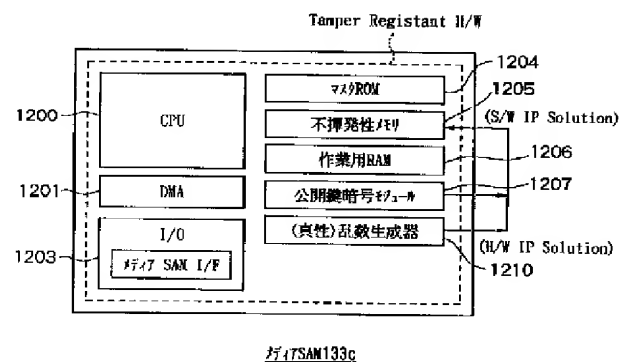 Tamper Registant H/W
1204
1205
(S/W IP Solution)
1206
1207
(H/W IP Solution)
1210
1200
1201
1203
CPU
DMA
I/O
メディア SAM I/F
マスクROM
不揮発性メモリ
作業用RAM
公開鍵暗号モジュール
(真性)乱数生成器
メディアSAM133c